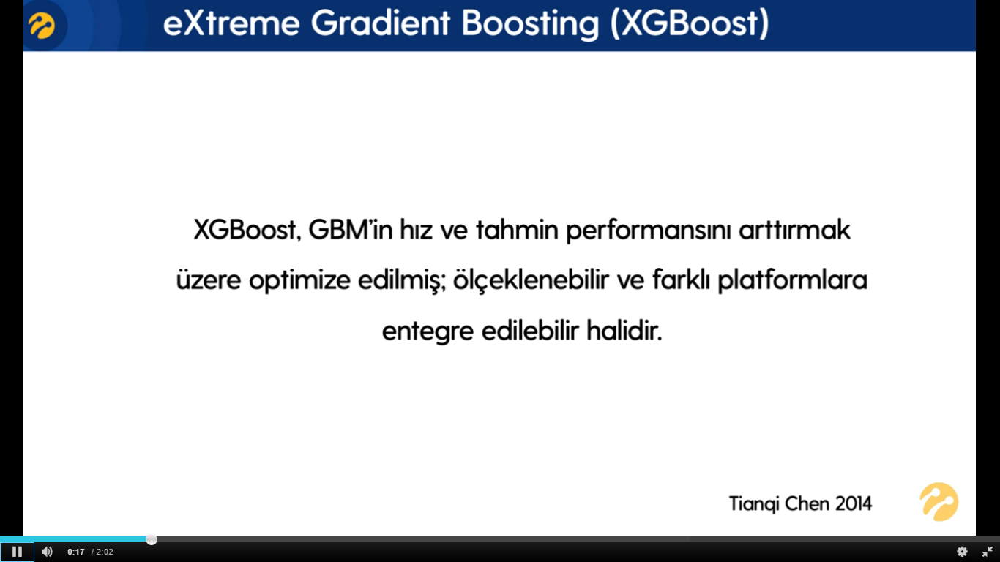 eXtreme Gradient Boosting (XGBoost)
XGBoost, GBM’in hız ve tahmin performansını arttırmak
üzere optimize edilmiş; ölçeklenebilir ve farklı platformlara
entegre edilebilir halidir.
Tianqi Chen 2014
0:17 / 2:02